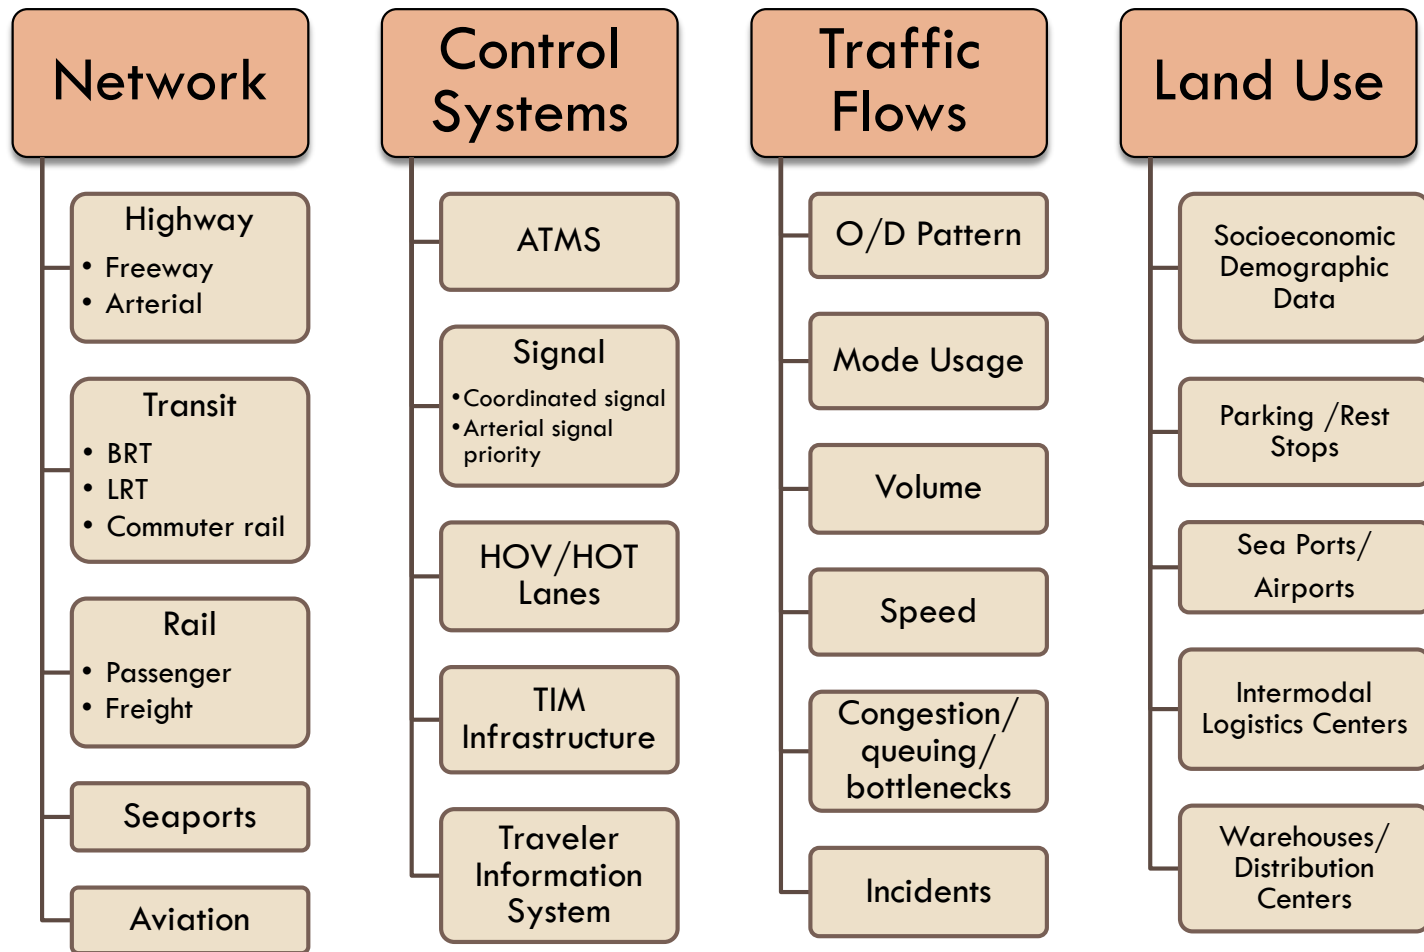 Network
Highway
• Freeway
• Arterial
Transit
• BRT
• LRT
• Commuter rail
Rail
• Passenger
• Freight
Seaports
Aviation
Control
Systems
ATMS
Signal
•Coordinated signal
•Arterial signal
priority
HOV/HOT
Lanes
TIM
Infrastructure
Traveler
Information
System
Traffic
Flows
O/D Pattern
Mode Usage
Volume
Speed
Congestion/
queuing/
bottlenecks
Incidents
Land Use
Socioeconomic
Demographic
Data
Parking /Rest
Stops
Sea Ports/
Airports
Intermodal
Logistics Centers
Warehouses/
Distribution
Centers